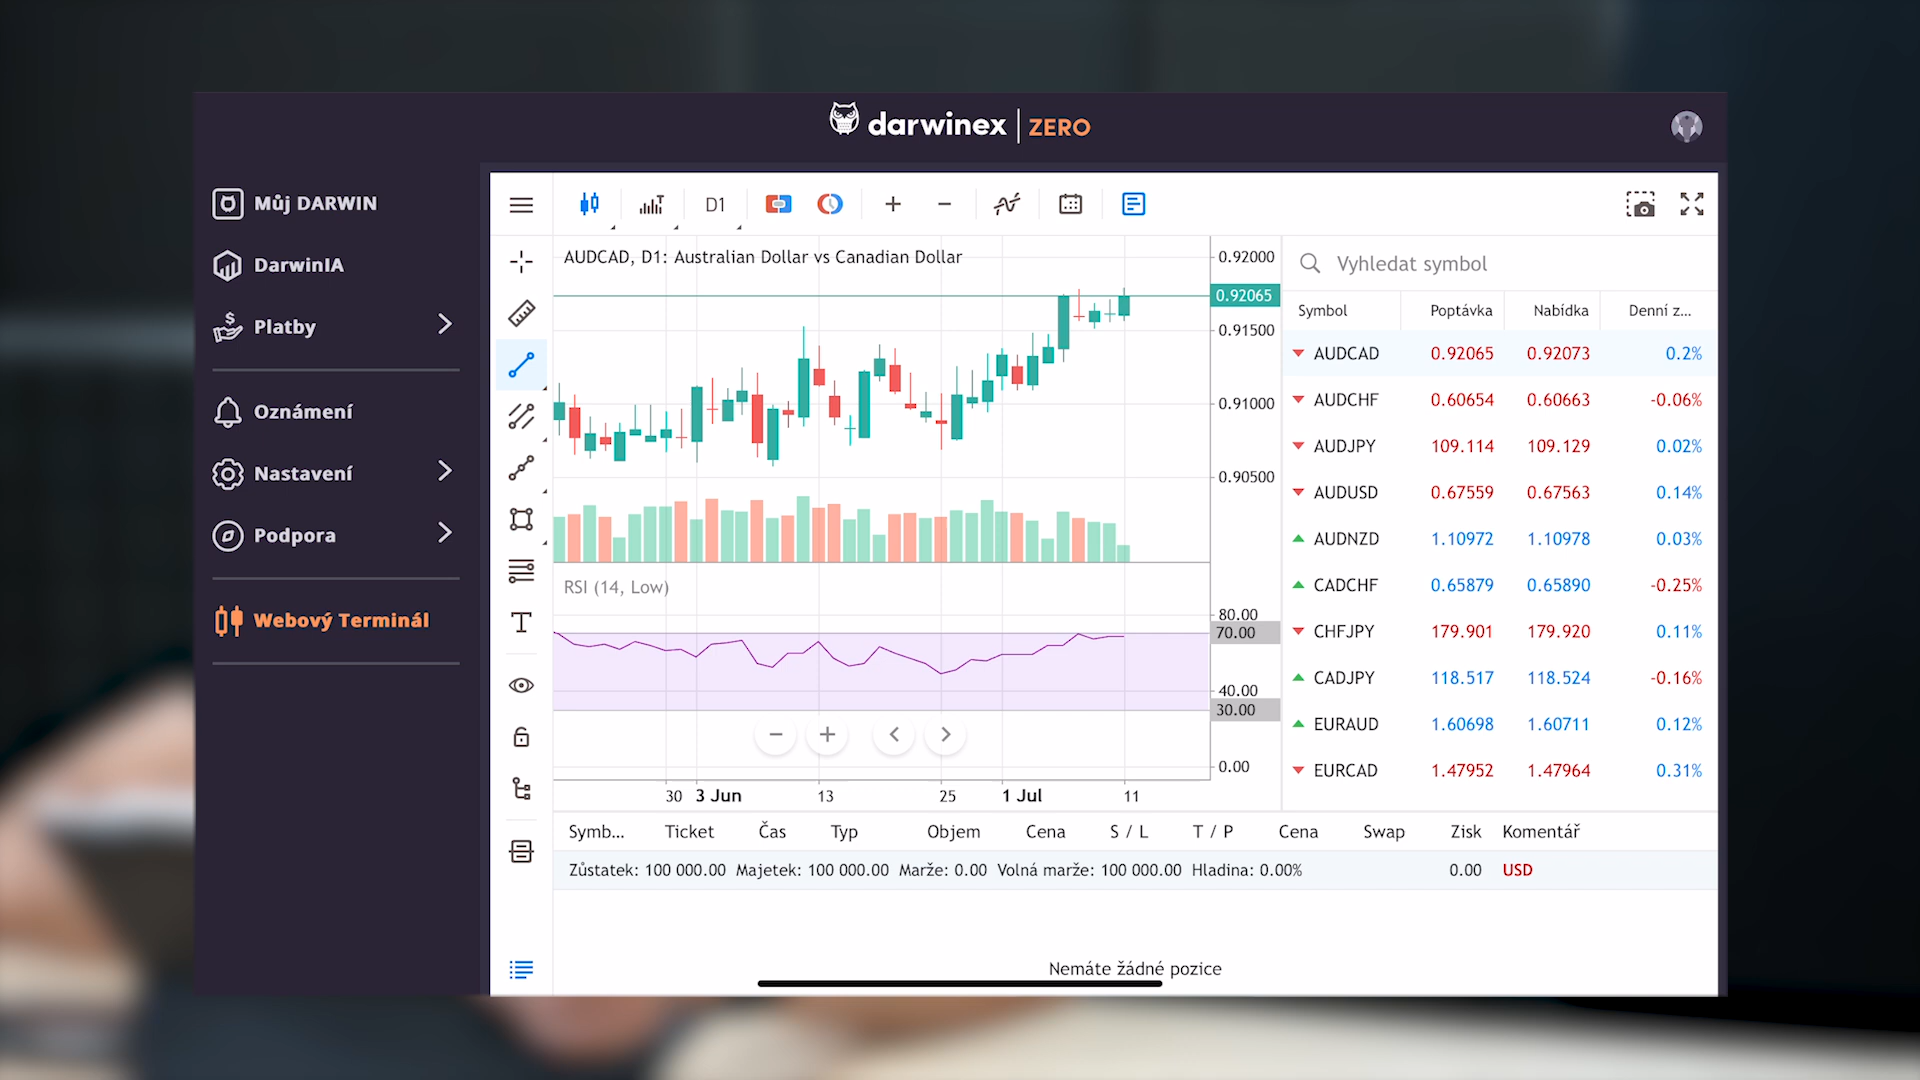 darwinex ZERO
Můj DARWIN
DarwinIA
Platby
Oznámení
Nastavení
Podpora
Webový Terminál
D1
AUDCAD, D1: Australian Dollar vs Canadian Dollar
0.92000
0.92065
0.91500
0.91000
0.90500
RSI (14, Low)
80.00
70.00
40.00
30.00
0.00
30 3 Jun 13 25 1 Jul 11
Vyhledat symbol
Symbol Poptávka Nabídka Denní z...
AUDCAD 0.92065 0.92073 0.2%
AUDCHF 0.60654 0.60663 -0.06%
AUDJPY 109.114 109.129 0.02%
AUDUSD 0.67559 0.67563 0.14%
AUDNZD 1.10972 1.10978 0.03%
CADCHF 0.65879 0.65890 -0.25%
CHFJPY 179.901 179.920 0.11%
CADJPY 118.517 118.524 -0.16%
EURAUD 1.60698 1.60711 0.12%
EURCAD 1.47952 1.47964 0.31%
Symb... Ticket Čas Typ Objem Cena S / L T / P Cena Swap Zisk Komentář
Zůstatek: 100 000.00 Majetek: 100 000.00 Marže: 0.00 Volná marže: 100 000.00 Hladina: 0.00% 0.00 USD
Nemáte žádné pozice